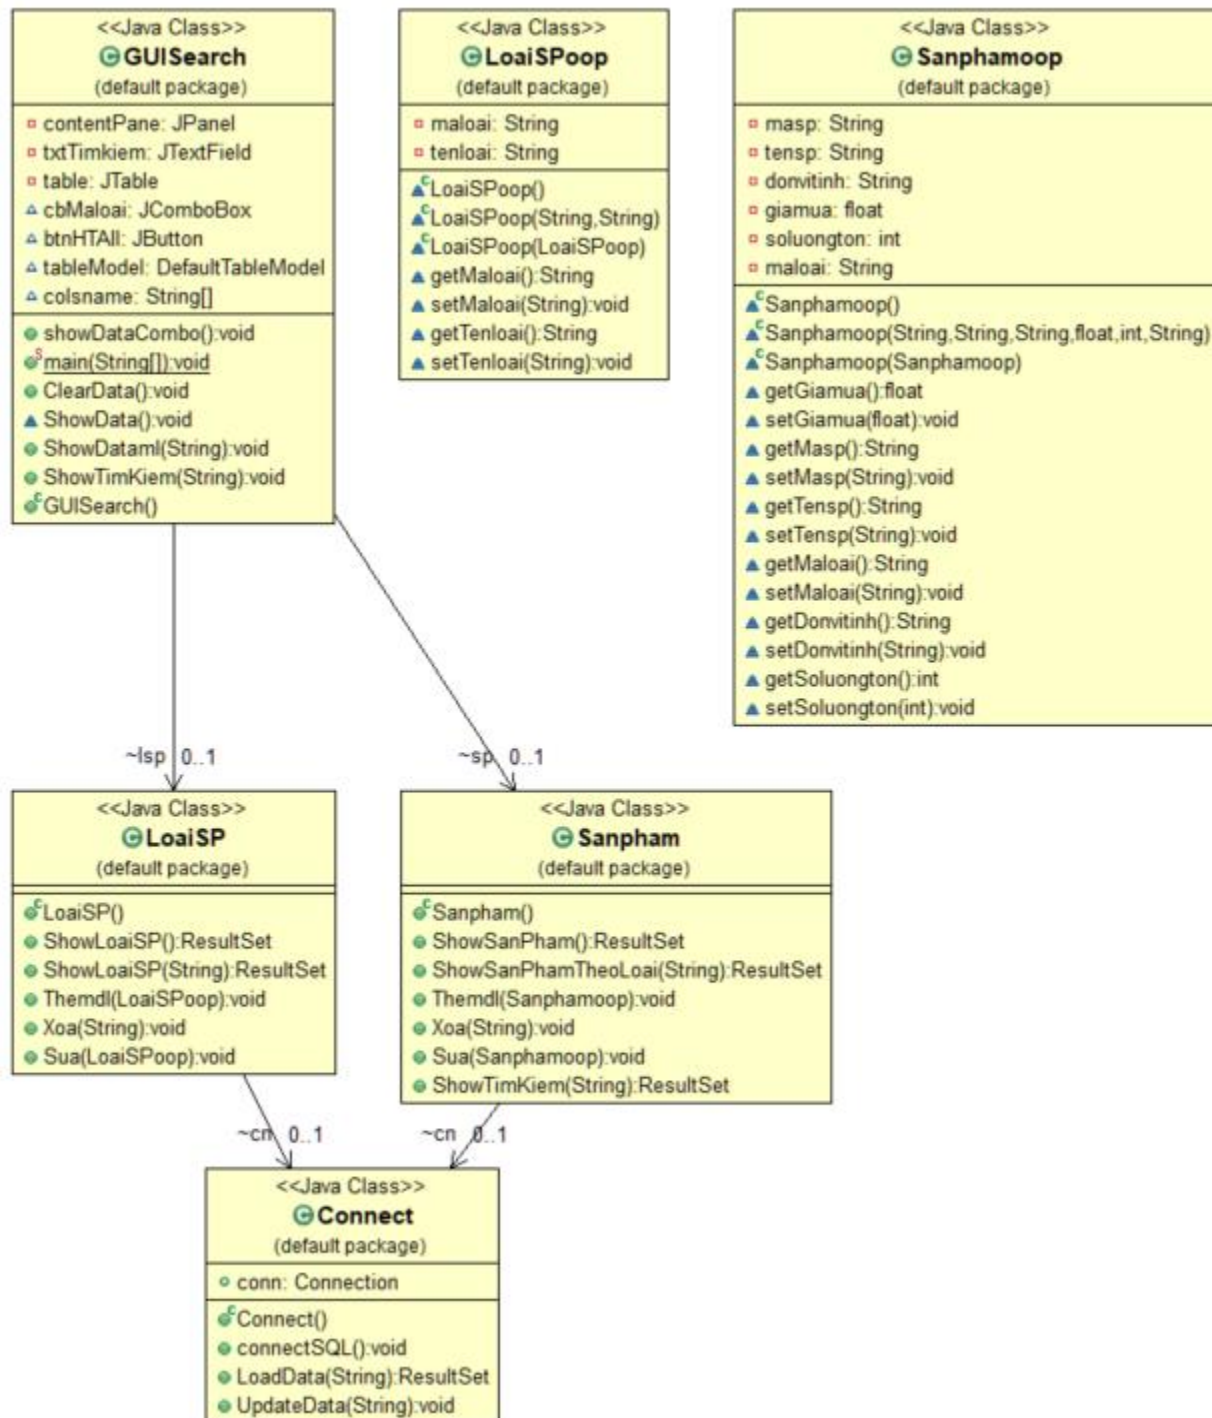 <<Java Class>>
GUISearch
(default package)
contentPane: JPanel
txtTimkiem: JTextField
table: JTable
cbMaloai: JComboBox
btnHTAll: JButton
tableModel: DefaultTableModel
colsname: String[]
showDataCombo():void
main(String[]):void
ClearData():void
ShowData():void
ShowDataml(String):void
ShowTimKiem(String):void
GUISearch()
<<Java Class>>
LoaiSPoop
(default package)
maloai: String
tenloai: String
LoaiSPoop()
LoaiSPoop(String,String)
LoaiSPoop(LoaiSPoop)
getMaloai():String
setMaloai(String):void
getTenloai():String
setTenloai(String):void
<<Java Class>>
Sanphamoop
(default package)
masp: String
tensp: String
donvitinh: String
giamua: float
soluongton: int
maloai: String
Sanphamoop()
Sanphamoop(String,String,String,float,int,String)
Sanphamoop(Sanphamoop)
getGiamua():float
setGiamua(float):void
getMasp():String
setMasp(String):void
getTensp():String
setTensp(String):void
getMaloai():String
setMaloai(String):void
getDonvitinh():String
setDonvitinh(String):void
getSoluongton():int
setSoluongton(int):void
~lsp 0..1
~sp 0..1
<<Java Class>>
LoaiSP
(default package)
LoaiSP()
ShowLoaiSP():ResultSet
ShowLoaiSP(String):ResultSet
Themdl(LoaiSPoop):void
Xoa(String):void
Sua(LoaiSPoop):void
<<Java Class>>
Sanpham
(default package)
Sanpham()
ShowSanPham():ResultSet
ShowSanPhamTheoLoai(String):ResultSet
Themdl(Sanphamoop):void
Xoa(String):void
Sua(Sanphamoop):void
ShowTimKiem(String):ResultSet
~cn 0..1
~cn 0..1
<<Java Class>>
Connect
(default package)
conn: Connection
Connect()
connectSQL():void
LoadData(String):ResultSet
UpdateData(String):void